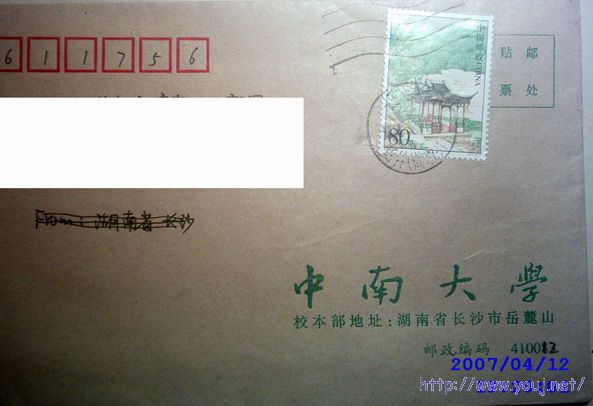 611756
中国邮政 CHINA
80
贴邮
票处
From: 湖南省长沙
中南大學
校本部地址:湖南省长沙市岳麓山
邮政编码 410082
2007/04/12
http://www.youj.net/